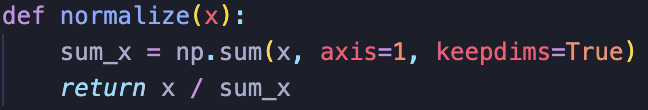 def normalize(x):
    sum_x = np.sum(x, axis=1, keepdims=True)
    return x / sum_x